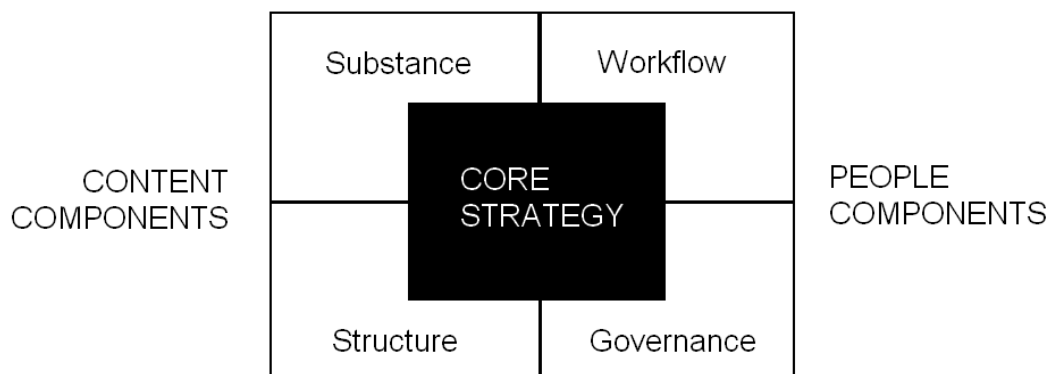 Substance
Workflow
CONTENT
COMPONENTS
CORE
STRATEGY
PEOPLE
COMPONENTS
Structure
Governance